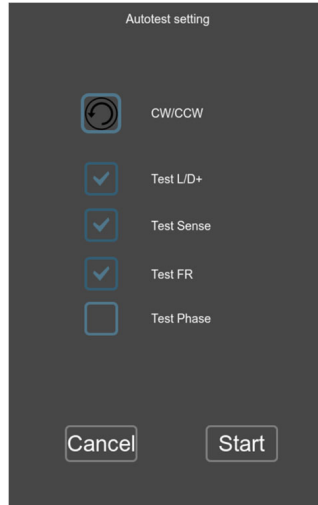 Autotest setting
CW/CCW
Test L/D+
Test Sense
Test FR
Test Phase
Cancel
Start